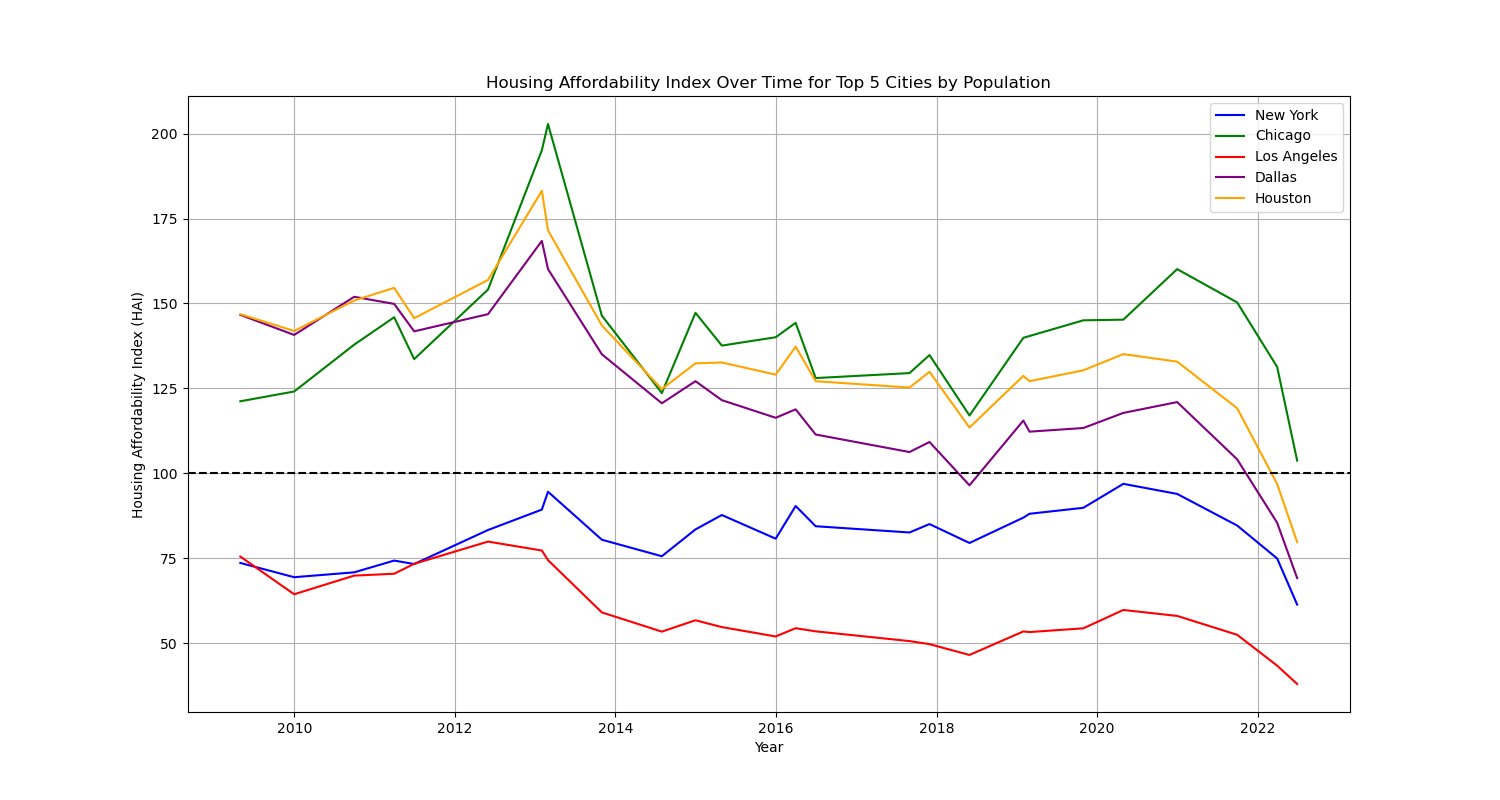 Housing Affordability Index Over Time for Top 5 Cities by Population
New York
Chicago
Los Angeles
Dallas
Houston
Housing Affordability Index (HAI)
200
175
150
125
100
75
50
2010 2012 2014 2016 2018 2020 2022
Year